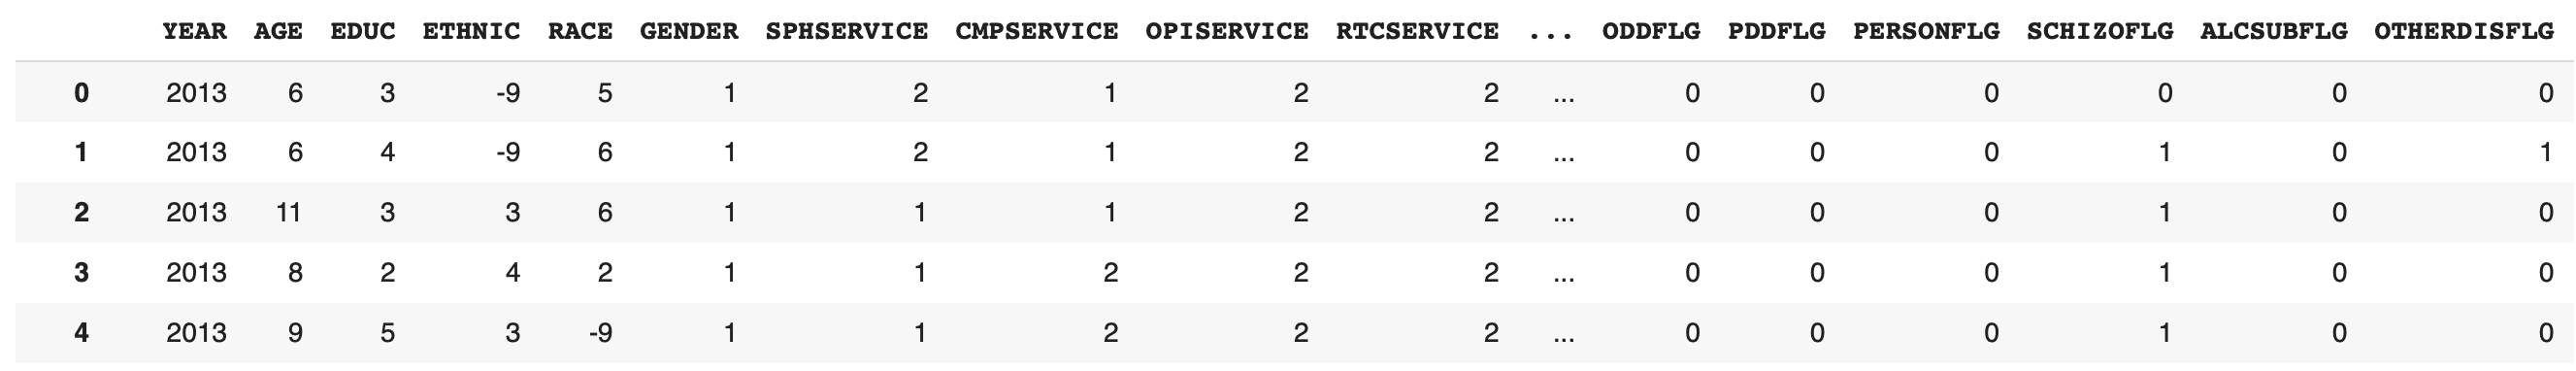 YEAR AGE EDUC ETHNIC RACE GENDER SPHSERVICE CMPSERVICE OPISERVICE RTCSERVICE ... ODDFLG PDDFLG PERSONFLG SCHIZOFLG ALCSUBFLG OTHERDISFLG
0 2013 6 3 -9 5 1 2 1 2 2 ... 0 0 0 0 0 0
1 2013 6 4 -9 6 1 2 1 2 2 ... 0 0 0 1 0 1
2 2013 11 3 3 6 1 1 1 2 2 ... 0 0 0 1 0 0
3 2013 8 2 4 2 1 1 2 2 2 ... 0 0 0 1 0 0
4 2013 9 5 3 -9 1 1 2 2 2 ... 0 0 0 1 0 0